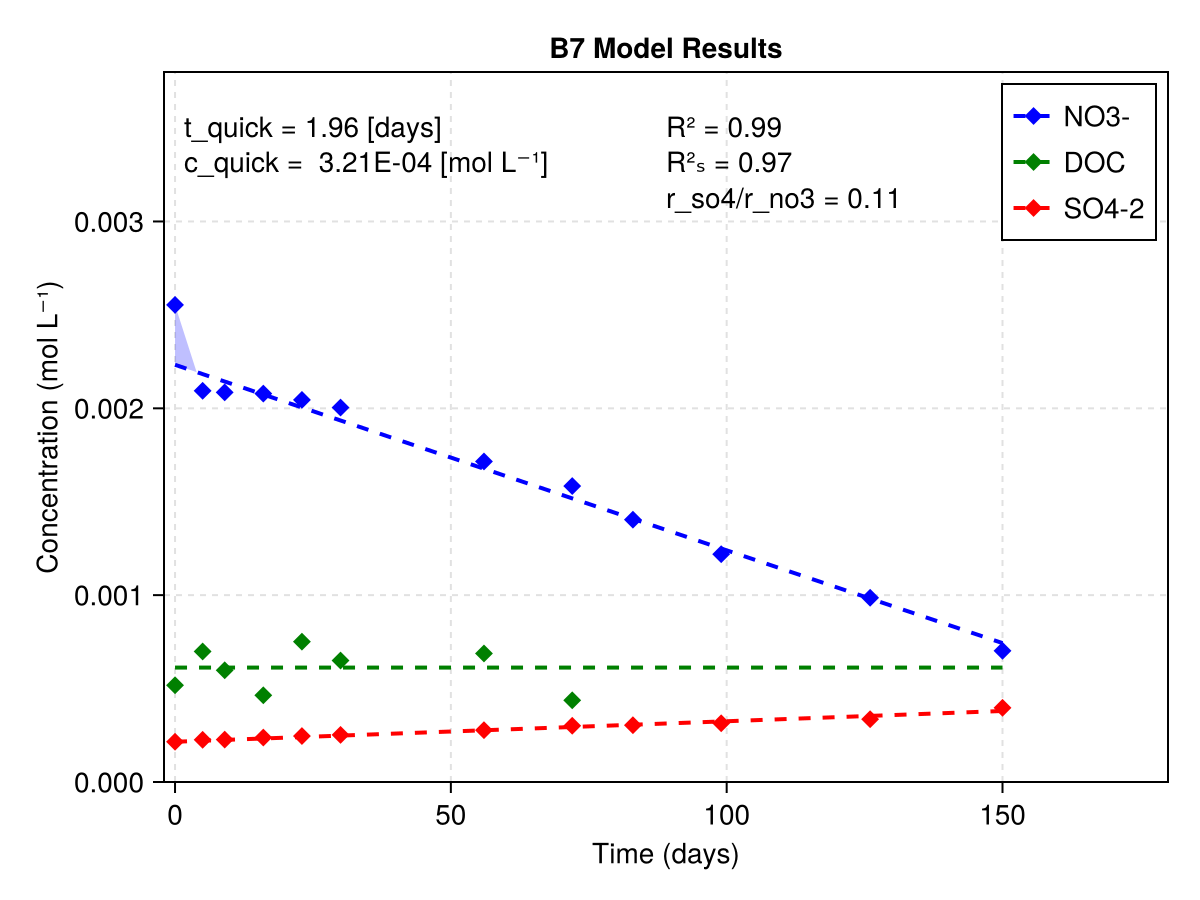 B7 Model Results
t_quick = 1.96 [days]
c_quick =  3.21E-04 [mol L⁻¹]
R² = 0.99
R²ₛ = 0.97
r_so4/r_no3 = 0.11
NO3-
DOC
SO4-2
Concentration (mol L⁻¹)
0.003
0.002
0.001
0.000
0 50 100 150
Time (days)